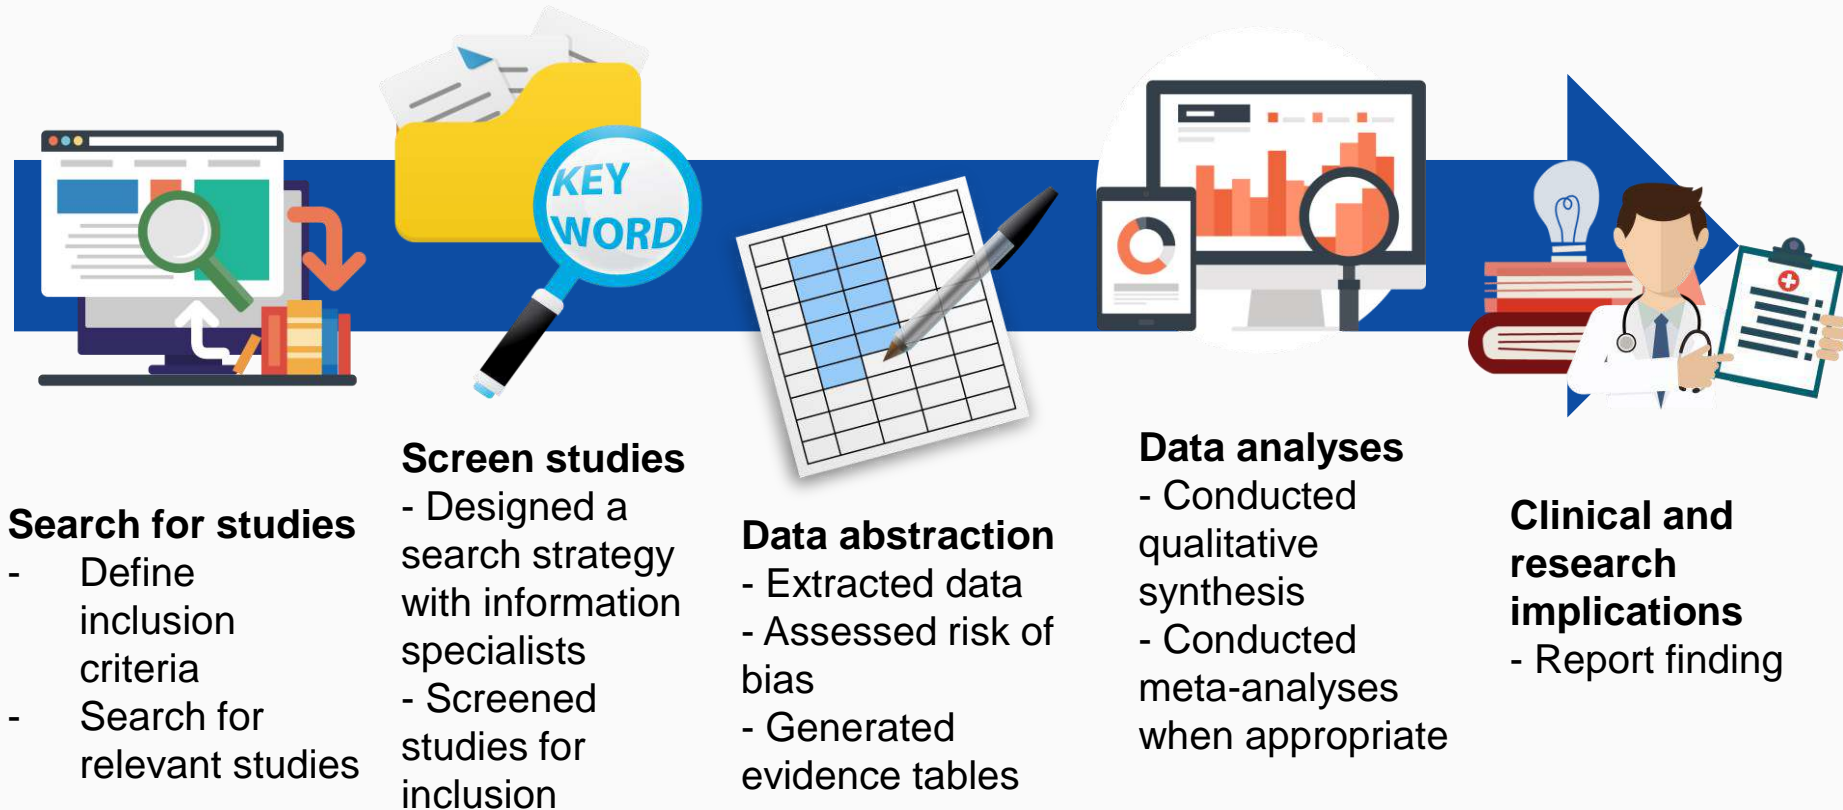 KEY
WORD
Search for studies
- Define
inclusion
criteria
- Search for
relevant studies
Screen studies
- Designed a
search strategy
with information
specialists
- Screened
studies for
inclusion
Data abstraction
- Extracted data
- Assessed risk of
bias
- Generated
evidence tables
Data analyses
- Conducted
qualitative
synthesis
- Conducted
meta-analyses
when appropriate
Clinical and
research
implications
- Report finding